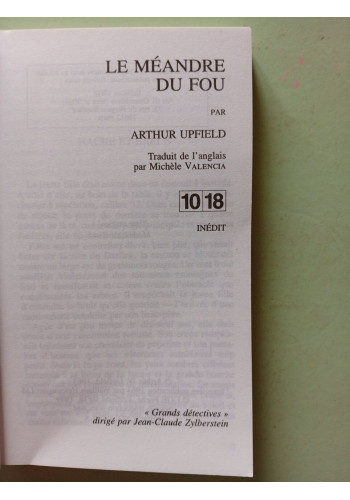 LE MÉANDRE
DU FOU
PAR
ARTHUR UPFIELD
Traduit de l'anglais
par Michèle VALENCIA
10|18
INÉDIT
« Grands détectives »
dirigé par Jean-Claude Zylberstein